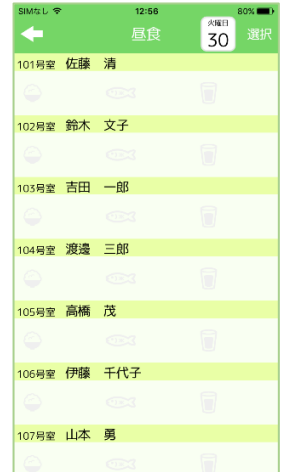 SIMなし 12:56 80%
昼食 火曜日 30 選択
101号室 佐藤 清
102号室 鈴木 文子
103号室 吉田 一郎
104号室 渡邉 三郎
105号室 高橋 茂
106号室 伊藤 千代子
107号室 山本 勇